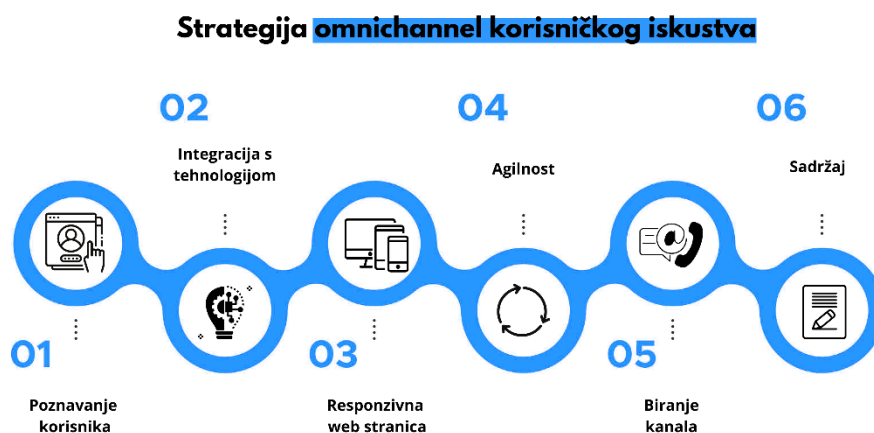 Strategija omnichannel korisničkog iskustva
01
Poznavanje
korisnika
02
Integracija s
tehnologijom
03
Responzivna
web stranica
04
Agilnost
05
Biranje
kanala
06
Sadržaj